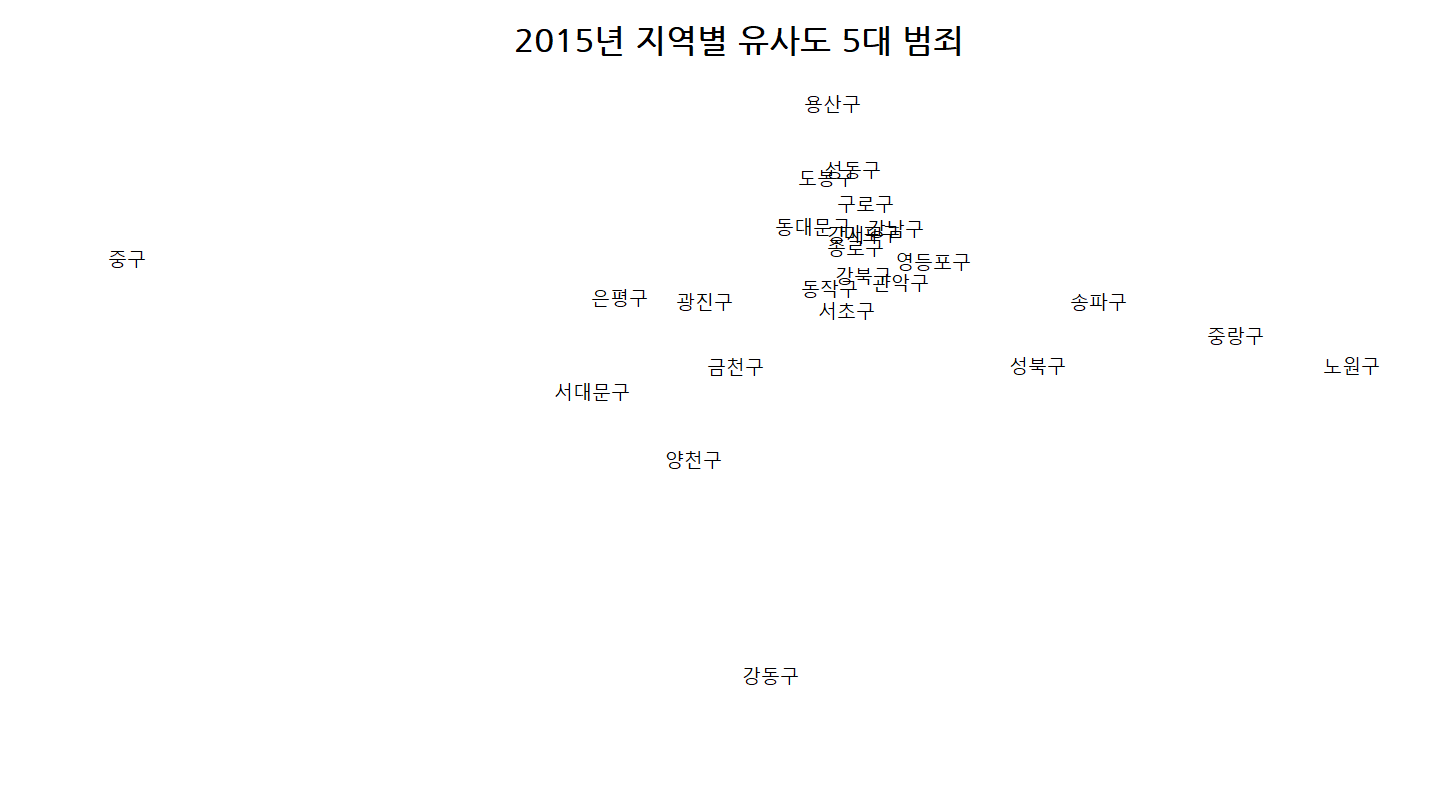 2015년 지역별 유사도 5대 범죄
용산구
성동구
도봉구
구로구
동대문구
강남구
종로구
중구
영등포구
강북구
관악구
동작구
은평구
광진구
송파구
서초구
중랑구
금천구
성북구
노원구
서대문구
양천구
강동구